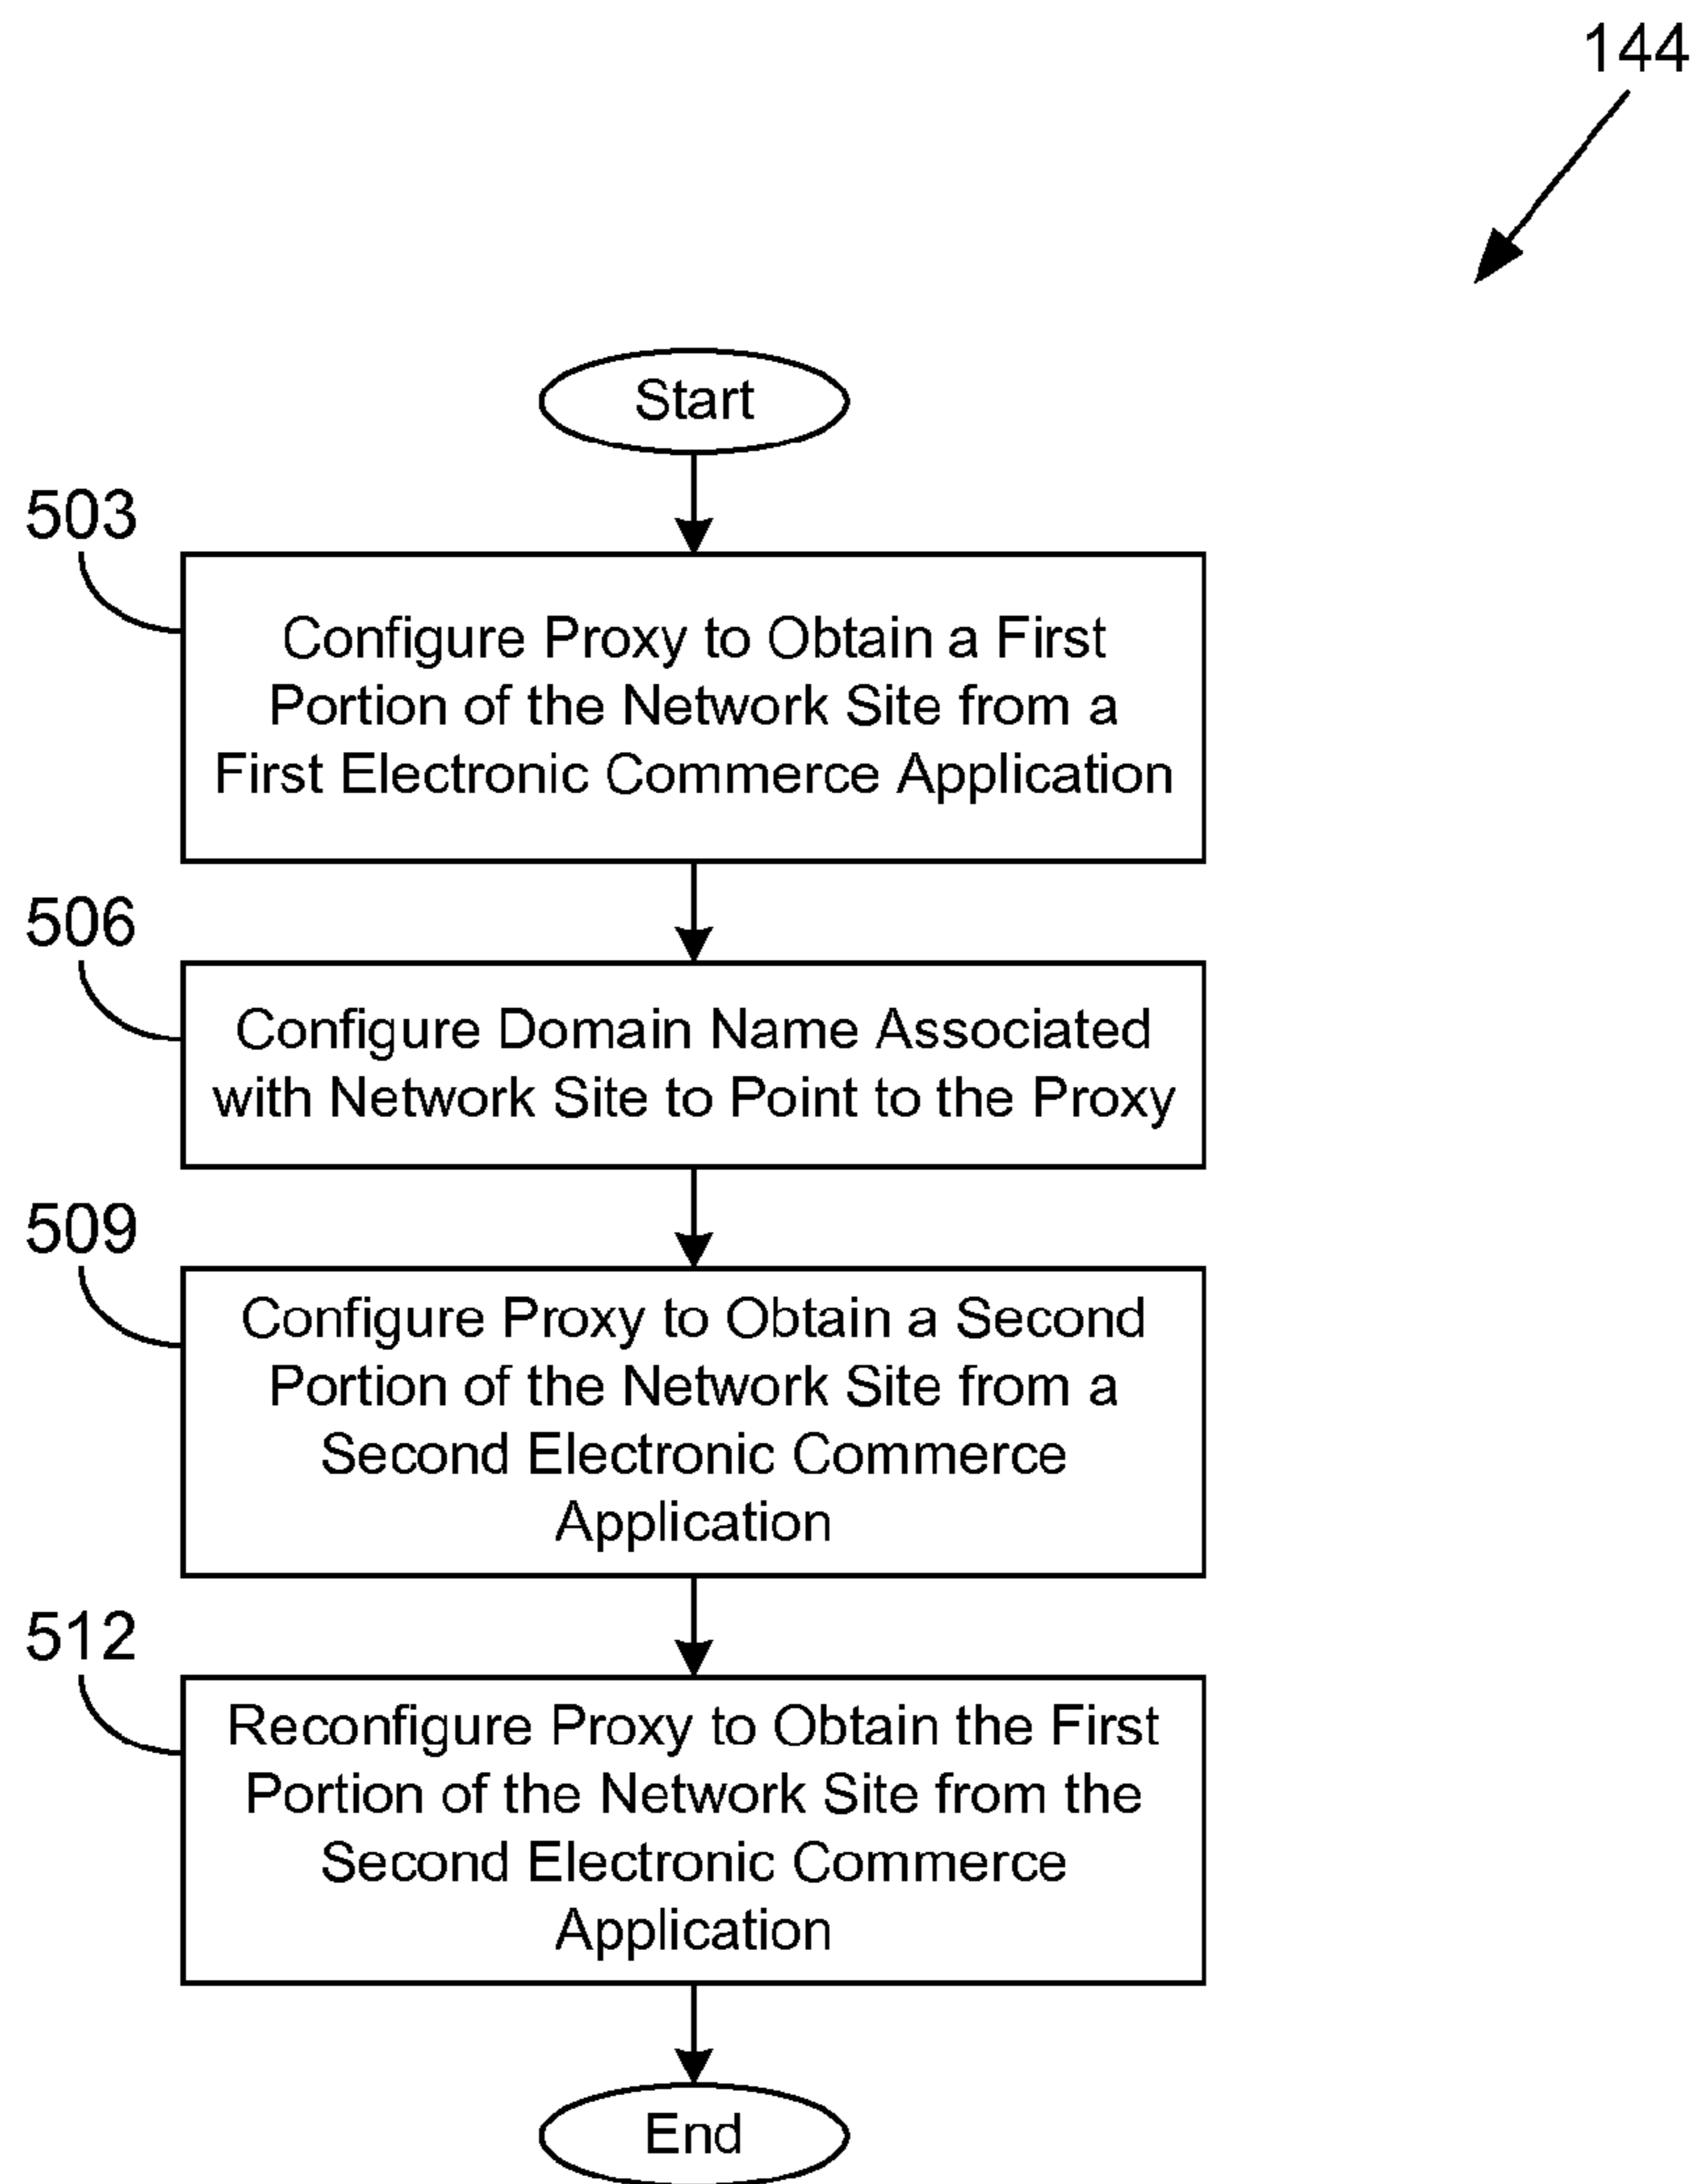 144
Start
503
Configure Proxy to Obtain a First
Portion of the Network Site from a
First Electronic Commerce Application
506
Configure Domain Name Associated
with Network Site to Point to the Proxy
509
Configure Proxy to Obtain a Second
Portion of the Network Site from a
Second Electronic Commerce
Application
512
Reconfigure Proxy to Obtain the First
Portion of the Network Site from the
Second Electronic Commerce
Application
End